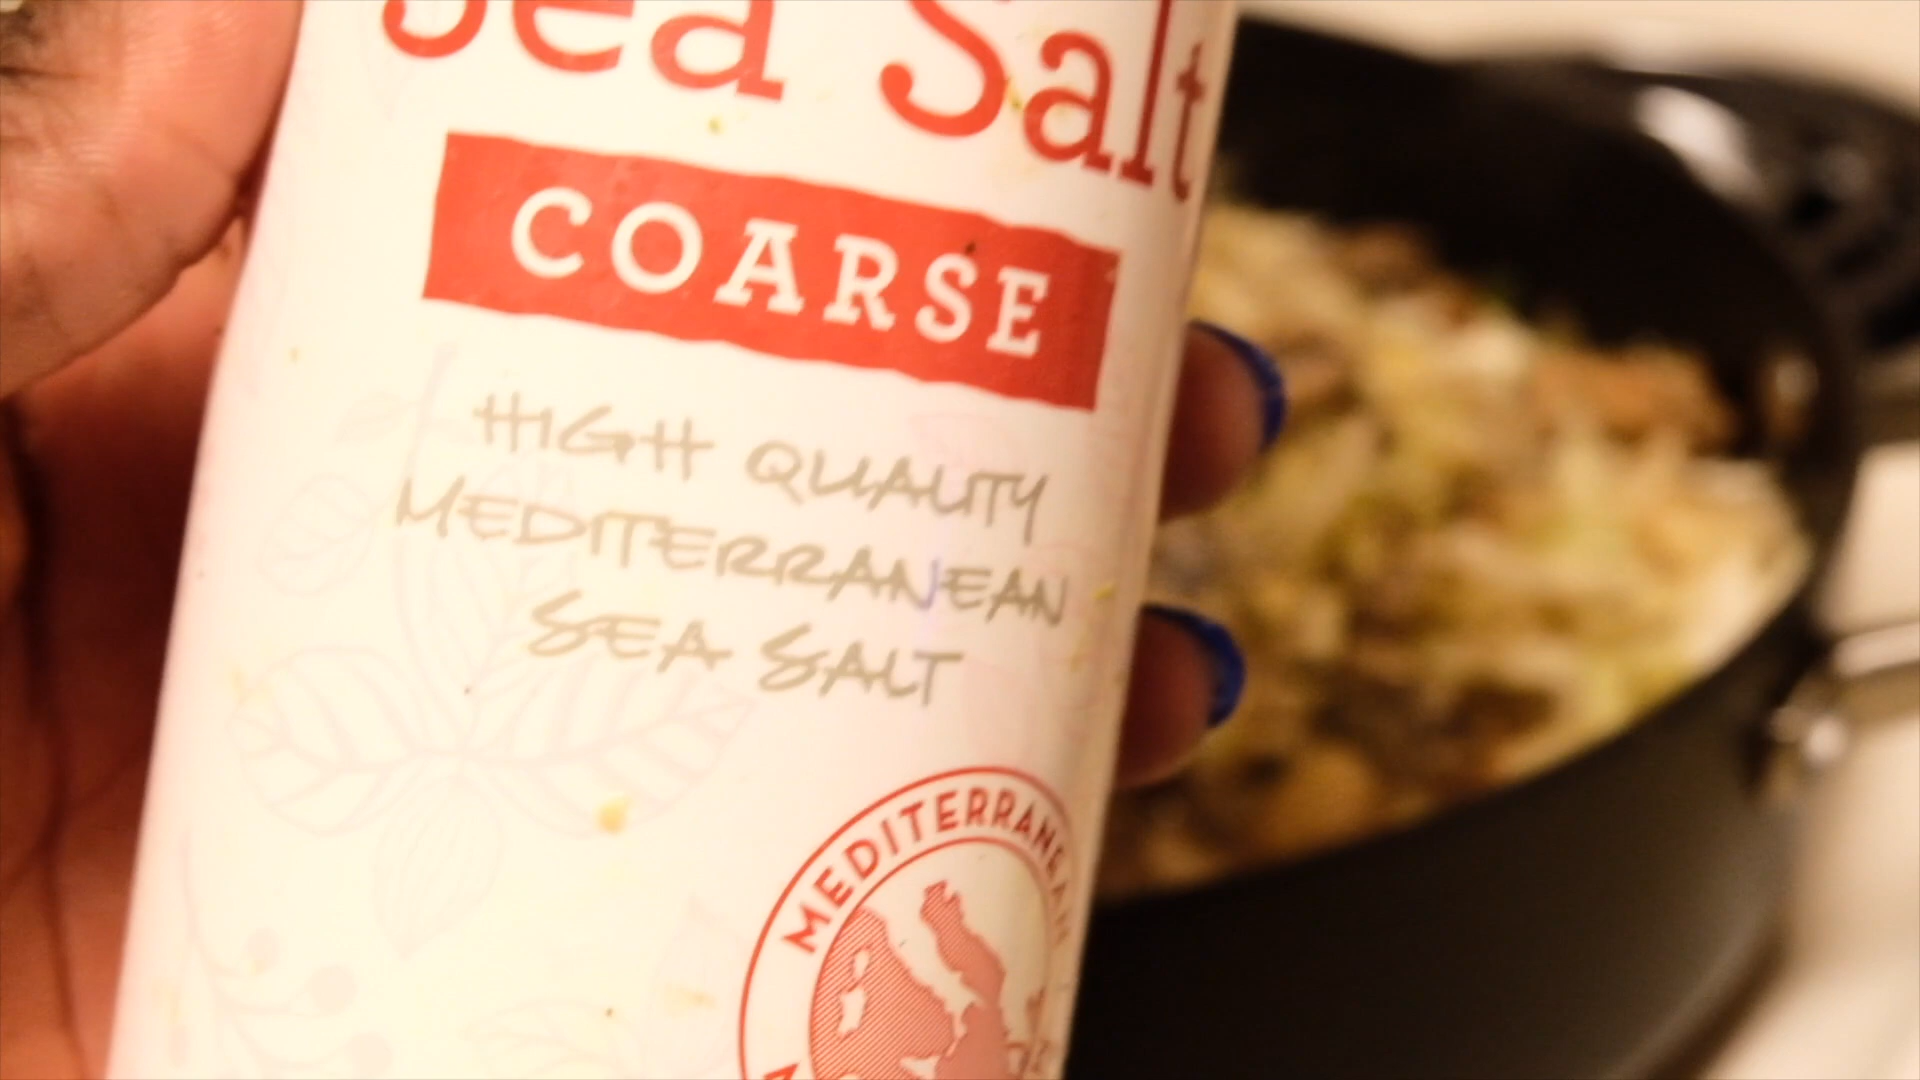 Sea Salt
COARSE
HIGH QUALITY
MEDITERRANEAN
SEA SALT
MEDITERRANEAN